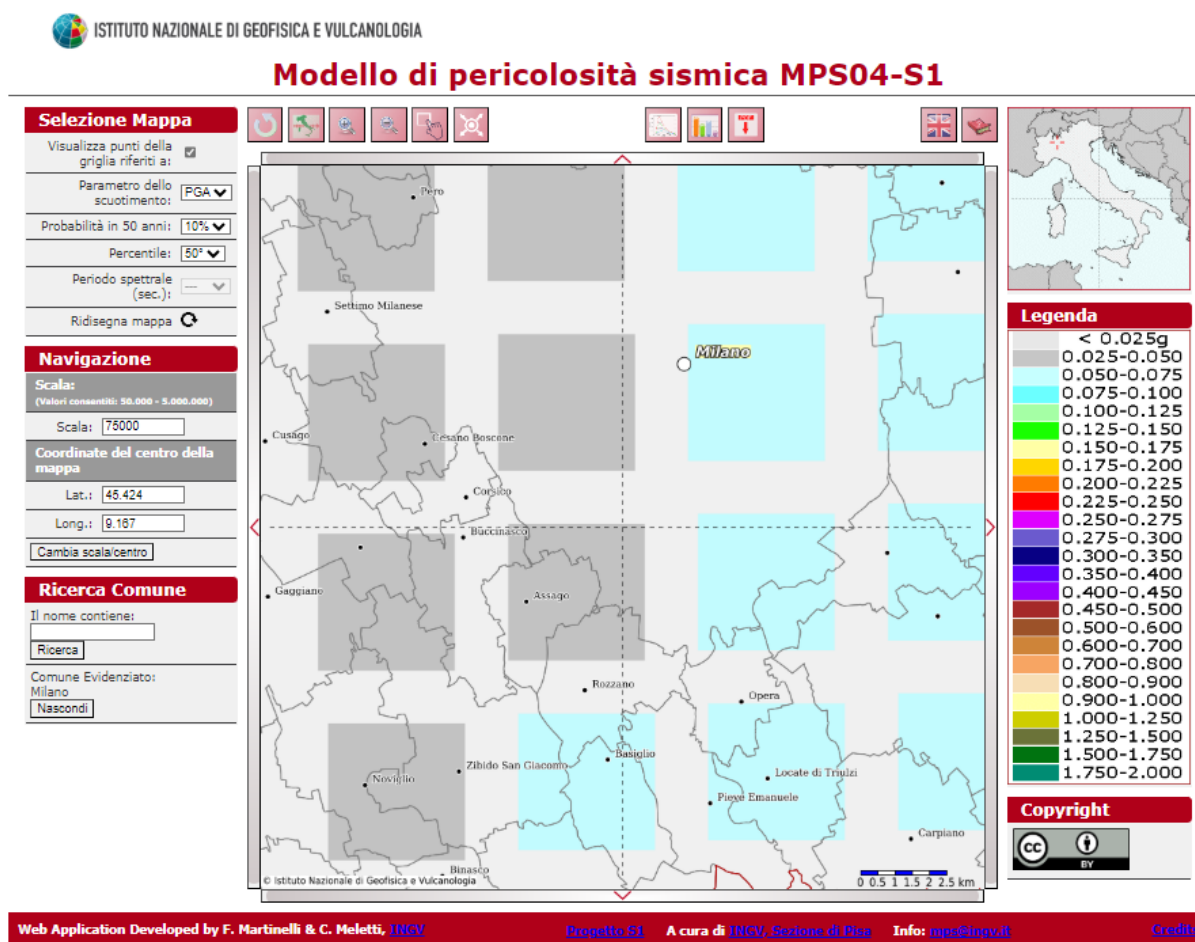 ISTITUTO NAZIONALE DI GEOFISICA E VULCANOLOGIA
Modello di pericolosità sismica MPS04-S1
Selezione Mappa
Visualizza punti della
griglia riferiti a:
Parametro dello
scuotimento:
PGA
Probabilità in 50 anni: 10%
Percentile: 50°
Periodo spettrale
(sec.):
---
Ridisegna mappa
Navigazione
Scala:
(Valori consentiti: 50.000 - 5.000.000)
Scala: 75000
Coordinate del centro della
mappa
Lat.: 45.424
Long.: 9.167
Cambia scala/centro
Ricerca Comune
Il nome contiene:
Ricerca
Comune Evidenziato:
Milano
Nascondi
Pero
Settimo Milanese
Milano
Cusago
Cesano Boscone
Corsico
Buccinasco
Gaggiano
Assago
Rozzano
Opera
Basiglio
Zibido San Giacomo
Noviglio
Locate di Triulzi
Pieve Emanuele
Carpiano
Binasco
© Istituto Nazionale di Geofisica e Vulcanologia
0 0.5 1 1.5 2 2.5 km
Legenda
< 0.025g
0.025-0.050
0.050-0.075
0.075-0.100
0.100-0.125
0.125-0.150
0.150-0.175
0.175-0.200
0.200-0.225
0.225-0.250
0.250-0.275
0.275-0.300
0.300-0.350
0.350-0.400
0.400-0.450
0.450-0.500
0.500-0.600
0.600-0.700
0.700-0.800
0.800-0.900
0.900-1.000
1.000-1.250
1.250-1.500
1.500-1.750
1.750-2.000
Copyright
cc
BY
Web Application Developed by F. Martinelli & C. Meletti, INGV
Progetto S1
A cura di INGV, Sezione di Pisa
Info: mps@ingv.it
Credits